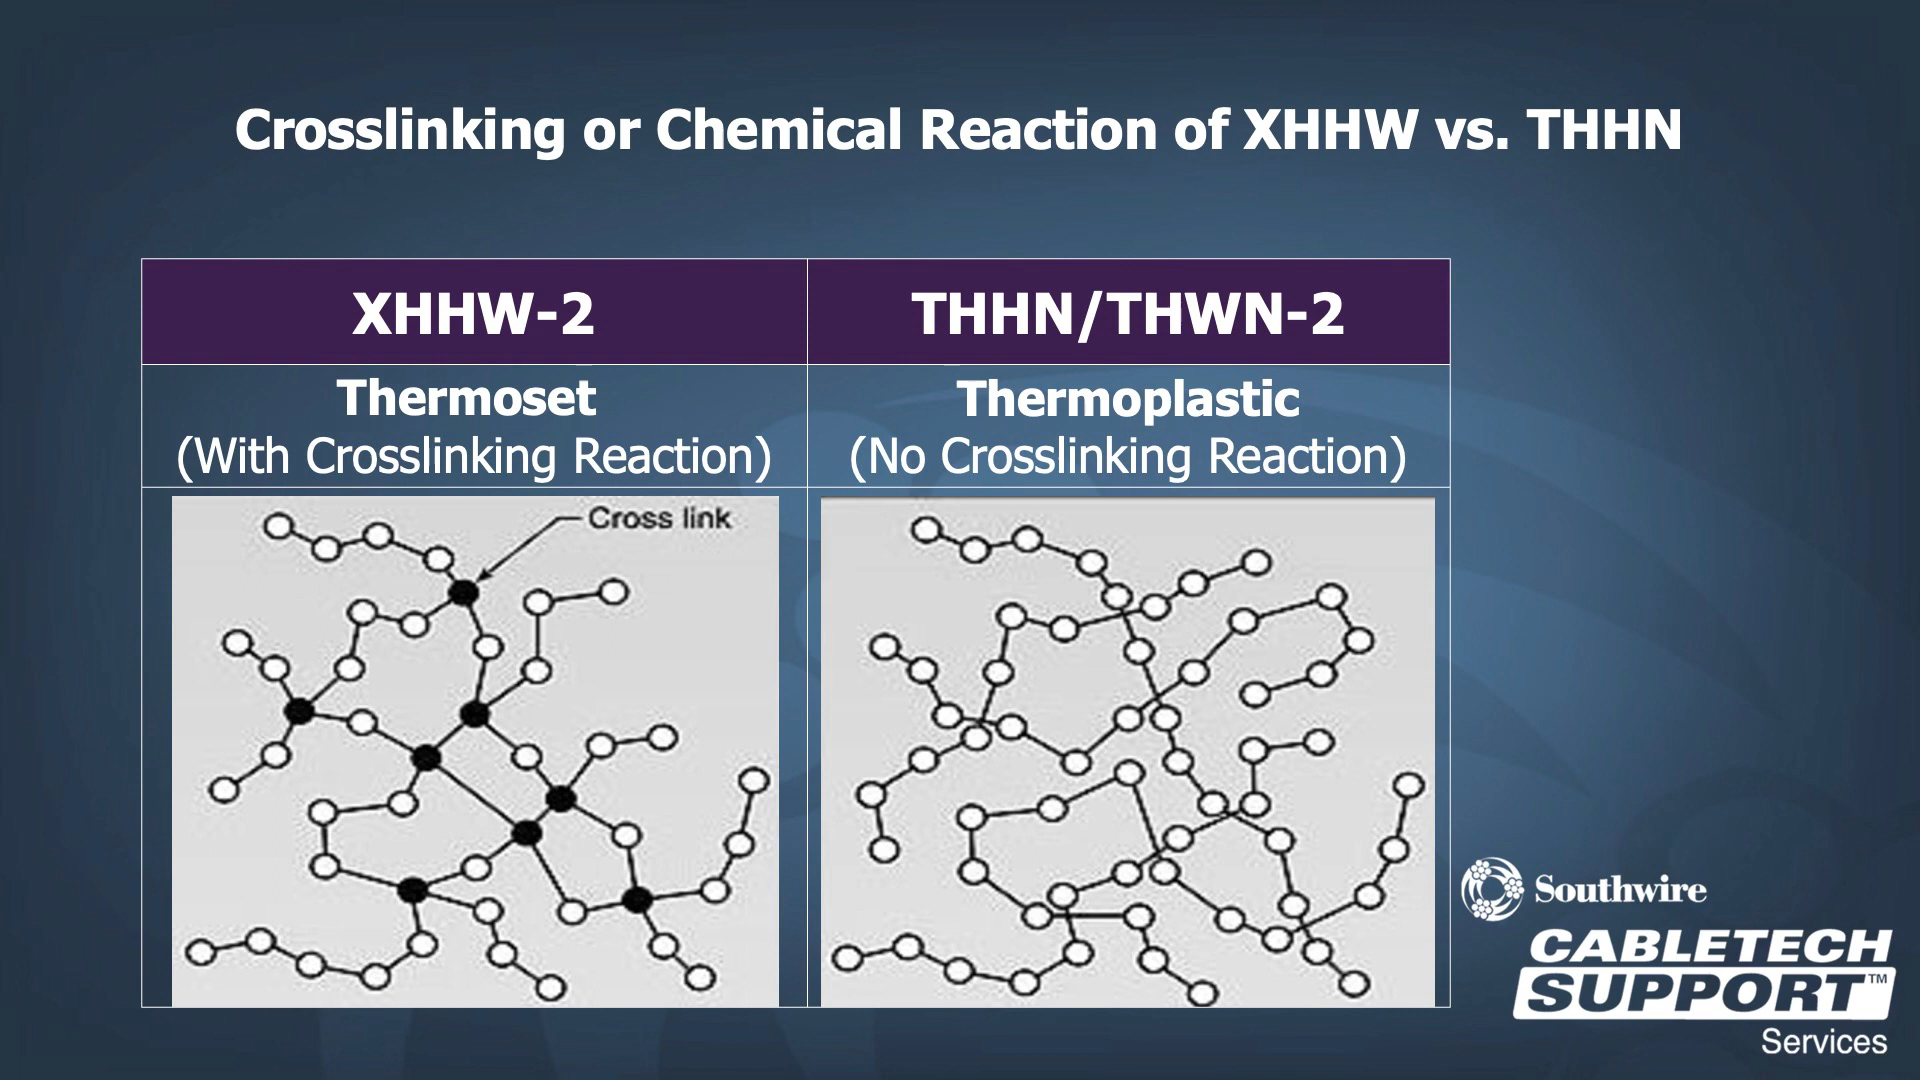 Crosslinking or Chemical Reaction of XHHW vs. THHN
XHHW-2
THHN/THWN-2
Thermoset
(With Crosslinking Reaction)
Thermoplastic
(No Crosslinking Reaction)
Cross link
Southwire
CABLETECH
SUPPORT™
Services